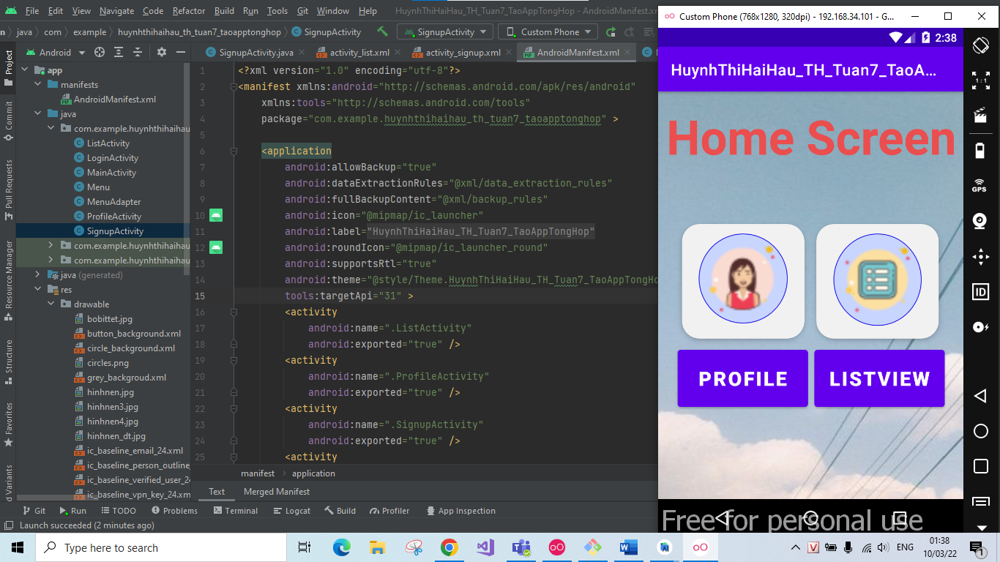 File Edit View Navigate Code Refactor Build Run Tools Git Window Help HuynhThiHaiHau_TH_Tuan7_TaoAppTongHop - AndroidManifest.xm
n java com example huynhthihaihau_th_tuan7_taoapptonghop SignupActivity SignupActivity Custom Phone
Android SignupActivity.java activity_list.xml activity_signup.xml AndroidManifest.xml
Project
Commit
Pull Requests
Resource Manager
Structure
Favorites
d Variants
app
manifests
AndroidManifest.xml
java
com.example.huynhthihaihau
ListActivity
LoginActivity
MainActivity
Menu
MenuAdapter
ProfileActivity
SignupActivity
com.example.huynhthihaihau
com.example.huynhthihaihau
java (generated)
res
drawable
bobittet.jpg
button_background.xml
circle_background.xml
circles.png
grey_backgroud.xml
hinhnen.jpg
hinhnen3.jpg
hinhnen4.jpg
hinhnen_dt.jpg
ic_baseline_email_24.xml
ic_baseline_person_outline_
ic_baseline_verified_user_24
ic_baseline_vpn_key_24.xm
1 <?xml version="1.0" encoding="utf-8"?>
2 <manifest xmlns:android="http://schemas.android.com/apk/res/android"
3 xmlns:tools="http://schemas.android.com/tools"
4 package="com.example.huynhthihaihau_th_tuan7_taoapptonghop" >
5
6 <application
7 android:allowBackup="true"
8 android:dataExtractionRules="@xml/data_extraction_rules"
9 android:fullBackupContent="@xml/backup_rules"
10 android:icon="@mipmap/ic_launcher"
11 android:label="HuynhThiHaiHau_TH_Tuan7_TaoAppTongHop"
12 android:roundIcon="@mipmap/ic_launcher_round"
13 android:supportsRtl="true"
14 android:theme="@style/Theme.HuynhThiHaiHau_TH_Tuan7_TaoAppTongHo
15 tools:targetApi="31" >
16 <activity
17 android:name=".ListActivity"
18 android:exported="true" />
19 <activity
20 android:name=".ProfileActivity"
21 android:exported="true" />
22 <activity
23 android:name=".SignupActivity"
24 android:exported="true" />
25 <activity
manifest application
Text Merged Manifest
Git Run TODO Problems Terminal Logcat Build Profiler App Inspection
Launch succeeded (2 minutes ago)
Custom Phone (768x1280, 320dpi) - 192.168.34.101 - G...
2:38
HuynhThiHaiHau_TH_Tuan7_TaoA...
Home Screen
PROFILE LISTVIEW
Free for personal use
1:1
GPS
ID
Type here to search
ENG
01:38
10/03/22
1